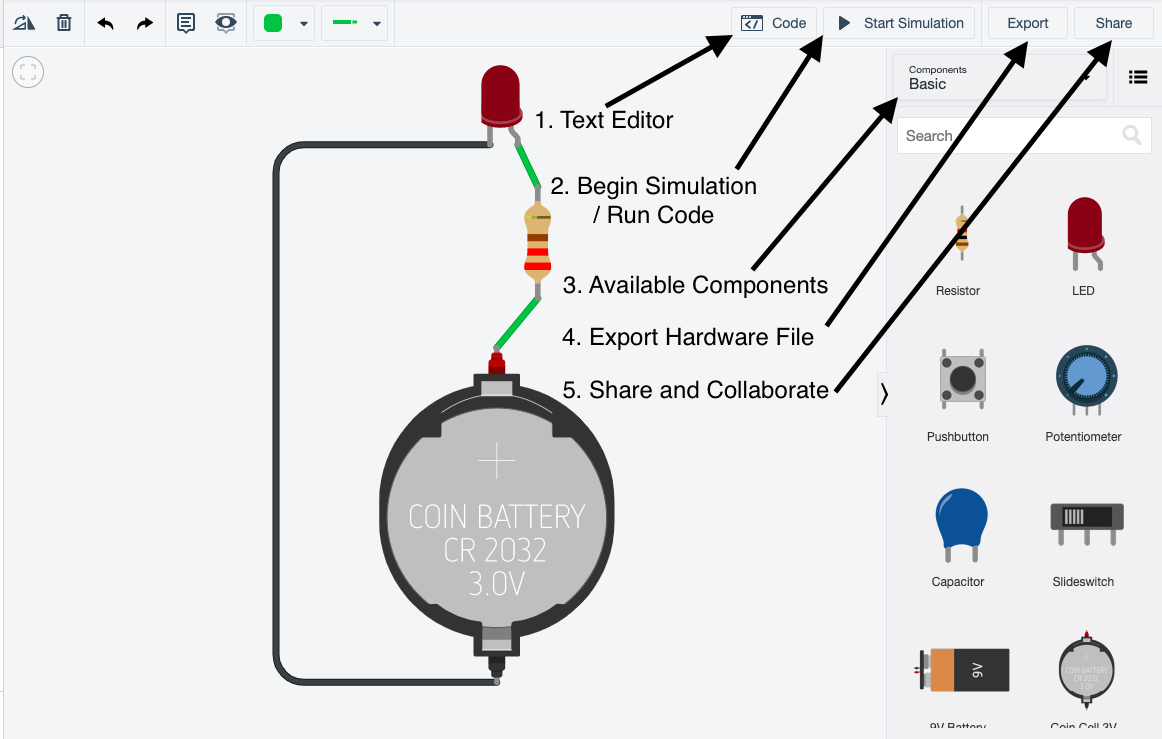 Code
Start Simulation
Export
Share
Components
Basic
Search
1. Text Editor
2. Begin Simulation
/ Run Code
3. Available Components
4. Export Hardware File
5. Share and Collaborate
Resistor
LED
Pushbutton
Potentiometer
Capacitor
Slideswitch
9V
COIN BATTERY
CR 2032
3.0V
9V Battery
Coin Cell 3V
COIN BATTERY
CR 2032
3.0V